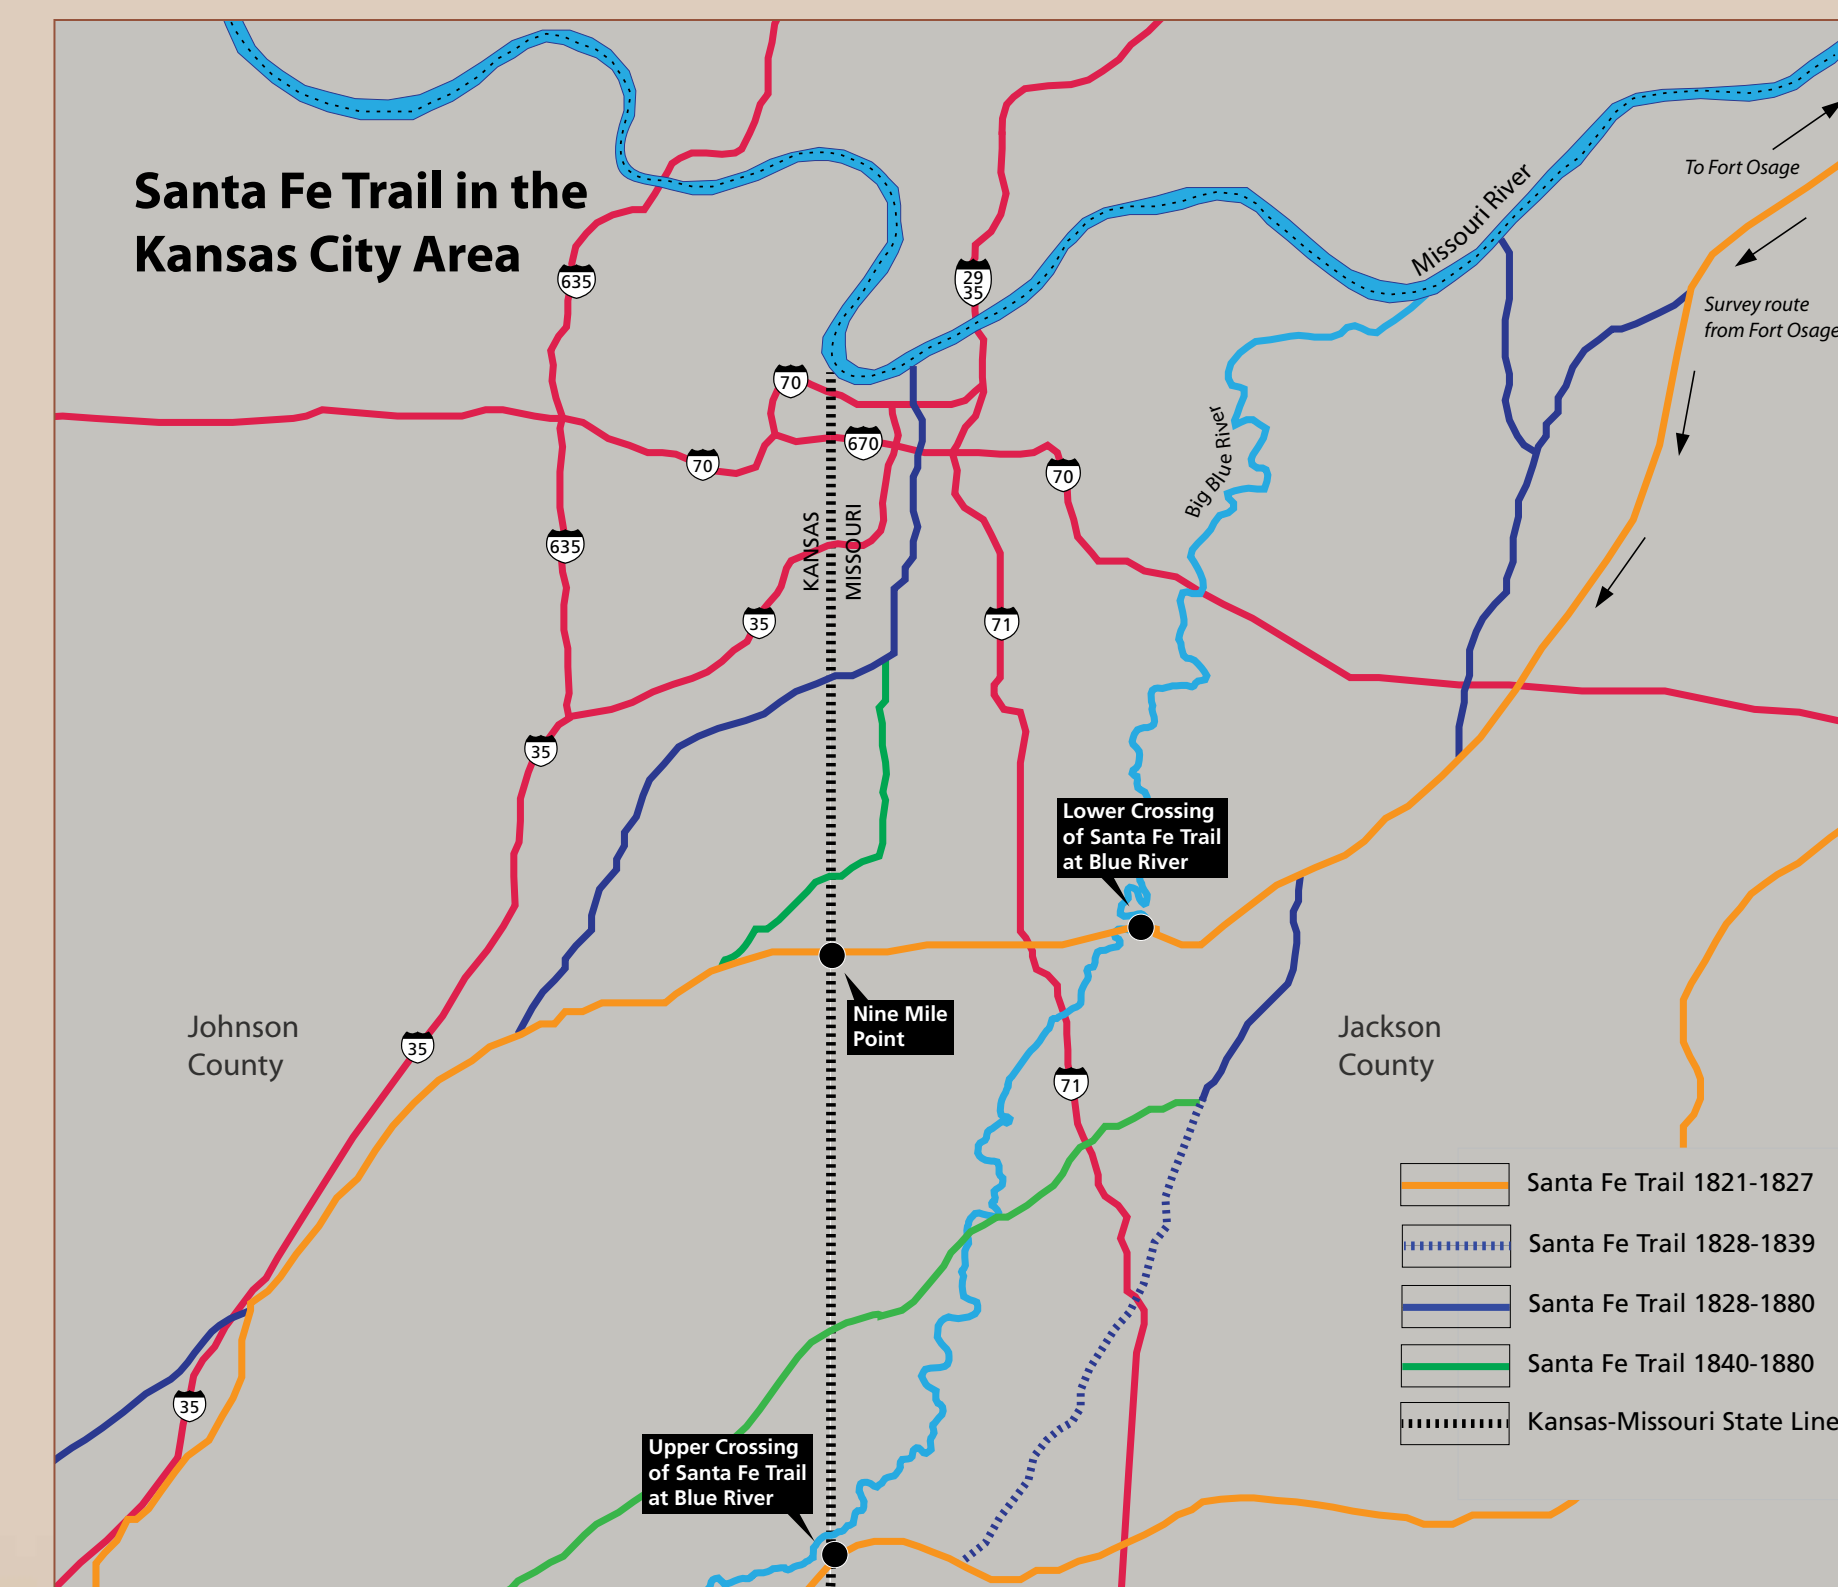 Santa Fe Trail in the
Kansas City Area
To Fort Osage
Missouri River
Survey route
from Fort Osage
635
29
35
70
670
70
70
Big Blue River
KANSAS
MISSOURI
635
35
71
35
Lower Crossing
of Santa Fe Trail
at Blue River
Nine Mile
Point
Johnson
County
35
Jackson
County
71
Santa Fe Trail 1821-1827
Santa Fe Trail 1828-1839
Santa Fe Trail 1828-1880
Santa Fe Trail 1840-1880
Kansas-Missouri State Line
35
Upper Crossing
of Santa Fe Trail
at Blue River